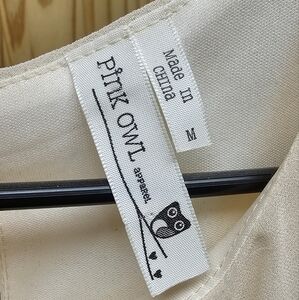 Pink OWL
apparel
Made in
CHINA
M